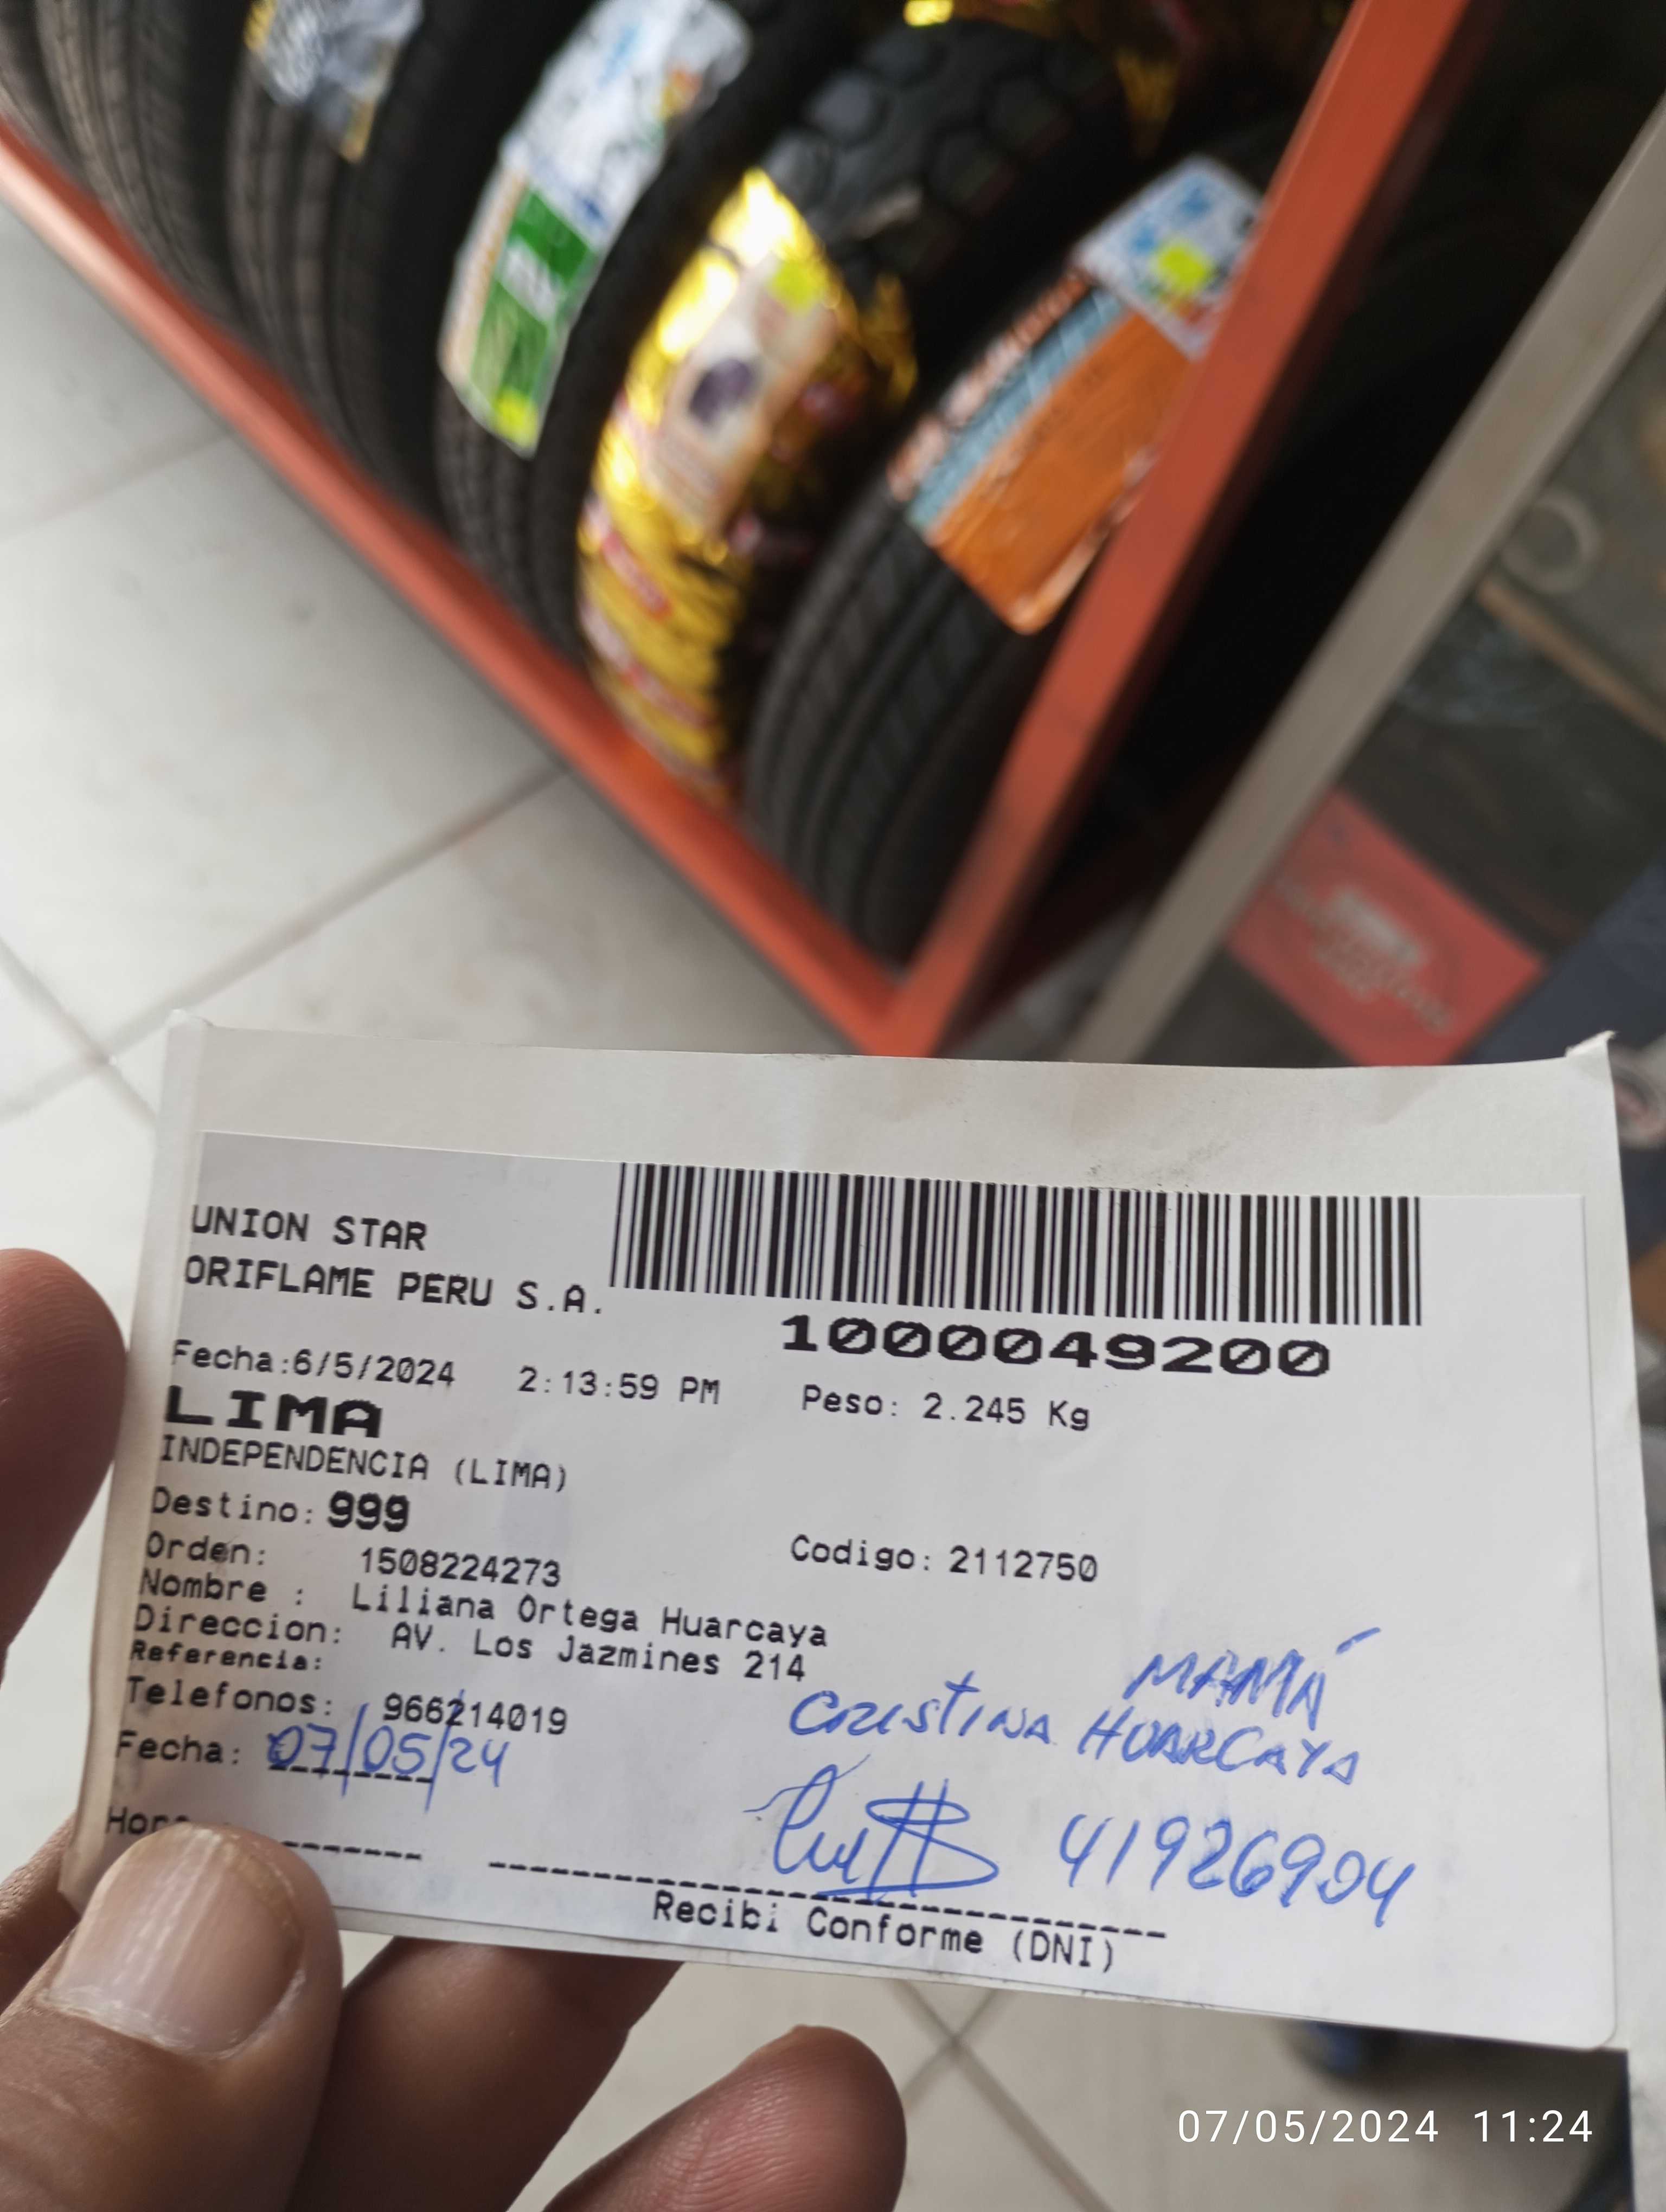 UNION STAR
ORIFLAME PERU S.A.
1000049200
Fecha:6/5/2024 2:13:59 PM Peso: 2.245 Kg
LIMA
INDEPENDENCIA (LIMA)
Destino: 999
Orden: 1508224273 Codigo: 2112750
Nombre : Liliana Ortega Huarcaya
Direccion: AV. Los Jazmines 214
Referencia:
MAMÁ
Telefonos: 966214019
CRISTINA HUARCAYA
Fecha: 07/05/24
41926904
Recibi Conforme (DNI)
07/05/2024 11:24